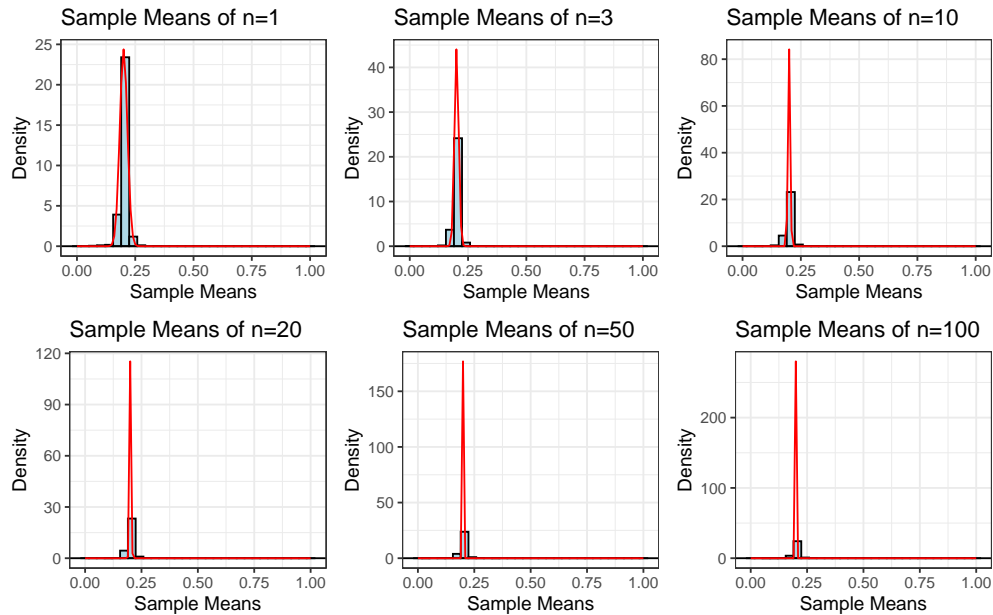 Sample Means of n=1
25
20
15
10
5
0
Density
0.00 0.25 0.50 0.75 1.00
Sample Means
Sample Means of n=3
40
30
20
10
0
Density
0.00 0.25 0.50 0.75 1.00
Sample Means
Sample Means of n=10
80
60
40
20
0
Density
0.00 0.25 0.50 0.75 1.00
Sample Means
Sample Means of n=20
120
90
60
30
0
Density
0.00 0.25 0.50 0.75 1.00
Sample Means
Sample Means of n=50
150
100
50
0
Density
0.00 0.25 0.50 0.75 1.00
Sample Means
Sample Means of n=100
200
100
0
Density
0.00 0.25 0.50 0.75 1.00
Sample Means